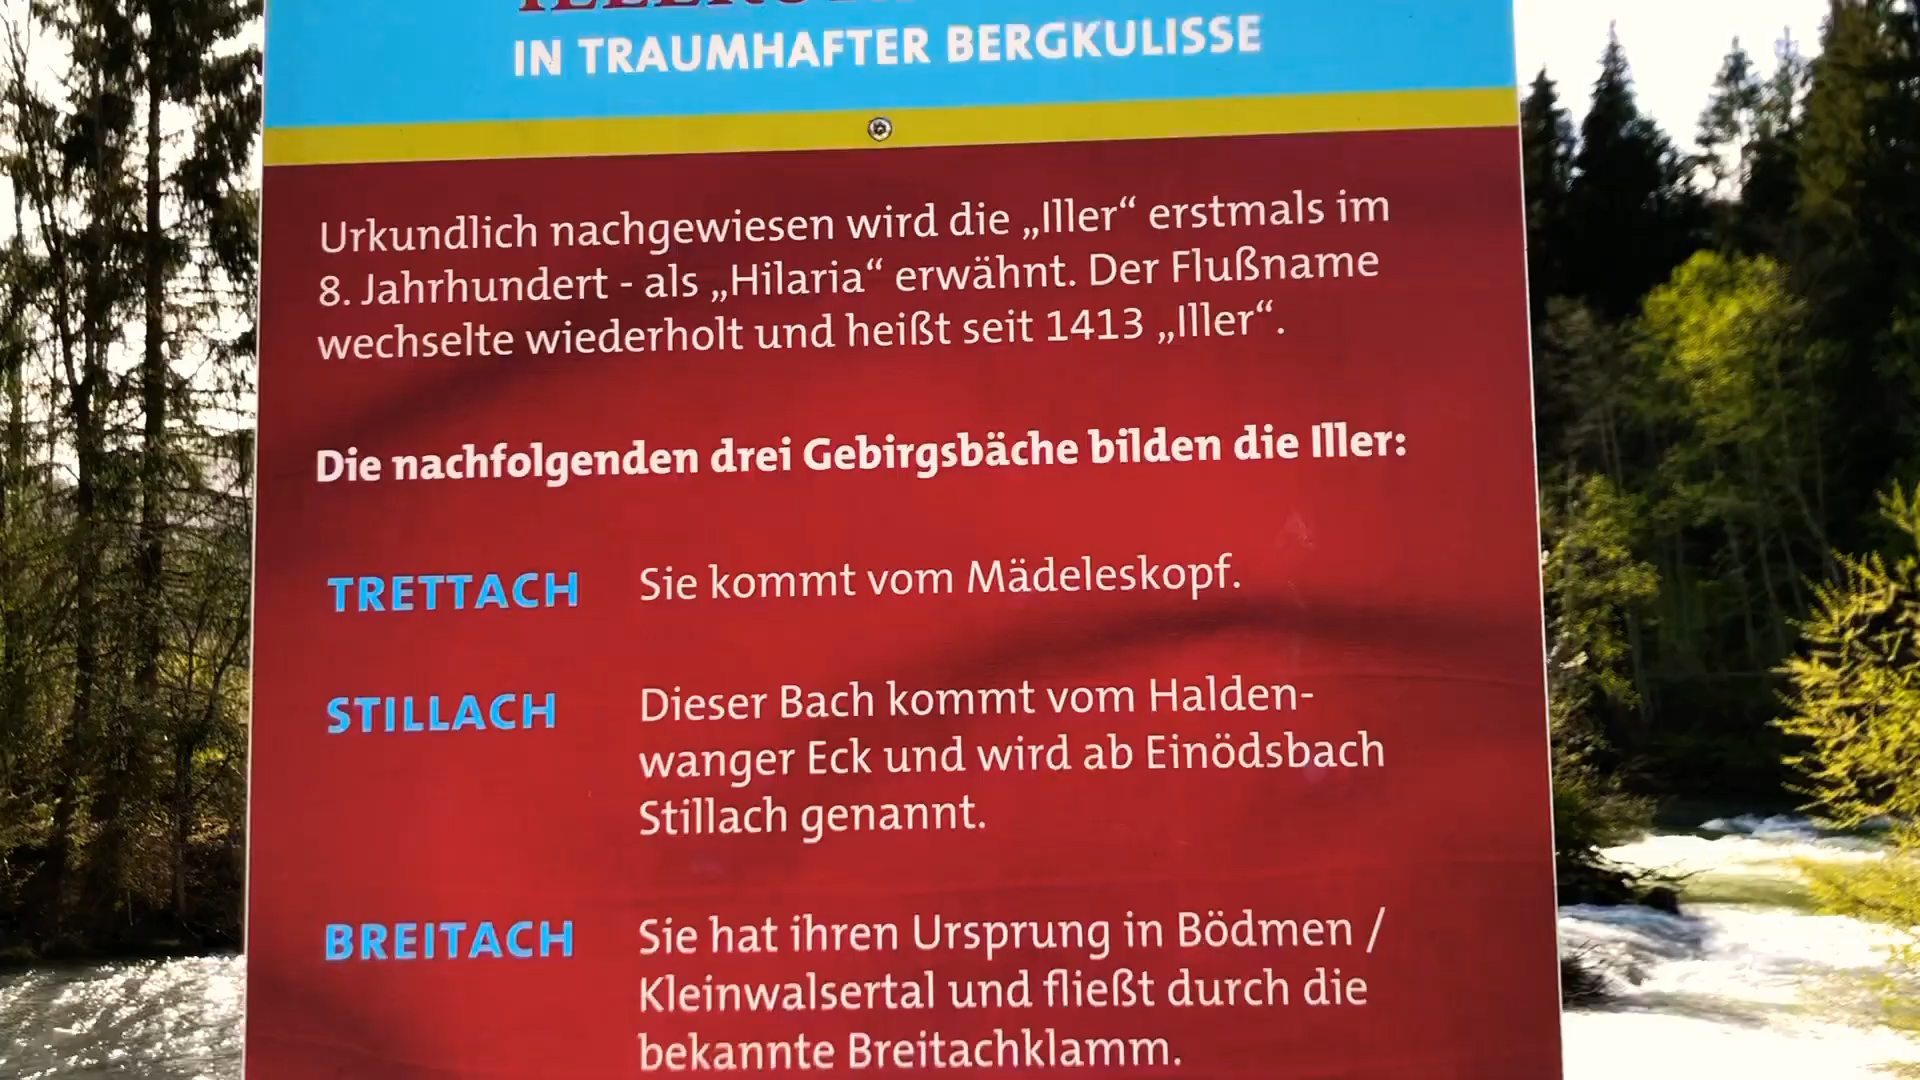 IN TRAUMHAFTER BERGKULISSE
Urkundlich nachgewiesen wird die „Iller“ erstmals im
8. Jahrhundert - als „Hilaria“ erwähnt. Der Flußname
wechselte wiederholt und heißt seit 1413 „Iller“.
Die nachfolgenden drei Gebirgsbäche bilden die Iller:
TRETTACH Sie kommt vom Mädeleskopf.
STILLACH Dieser Bach kommt vom Halden-
wanger Eck und wird ab Einödsbach
Stillach genannt.
BREITACH Sie hat ihren Ursprung in Bödmen /
Kleinwalsertal und fließt durch die
bekannte Breitachklamm.